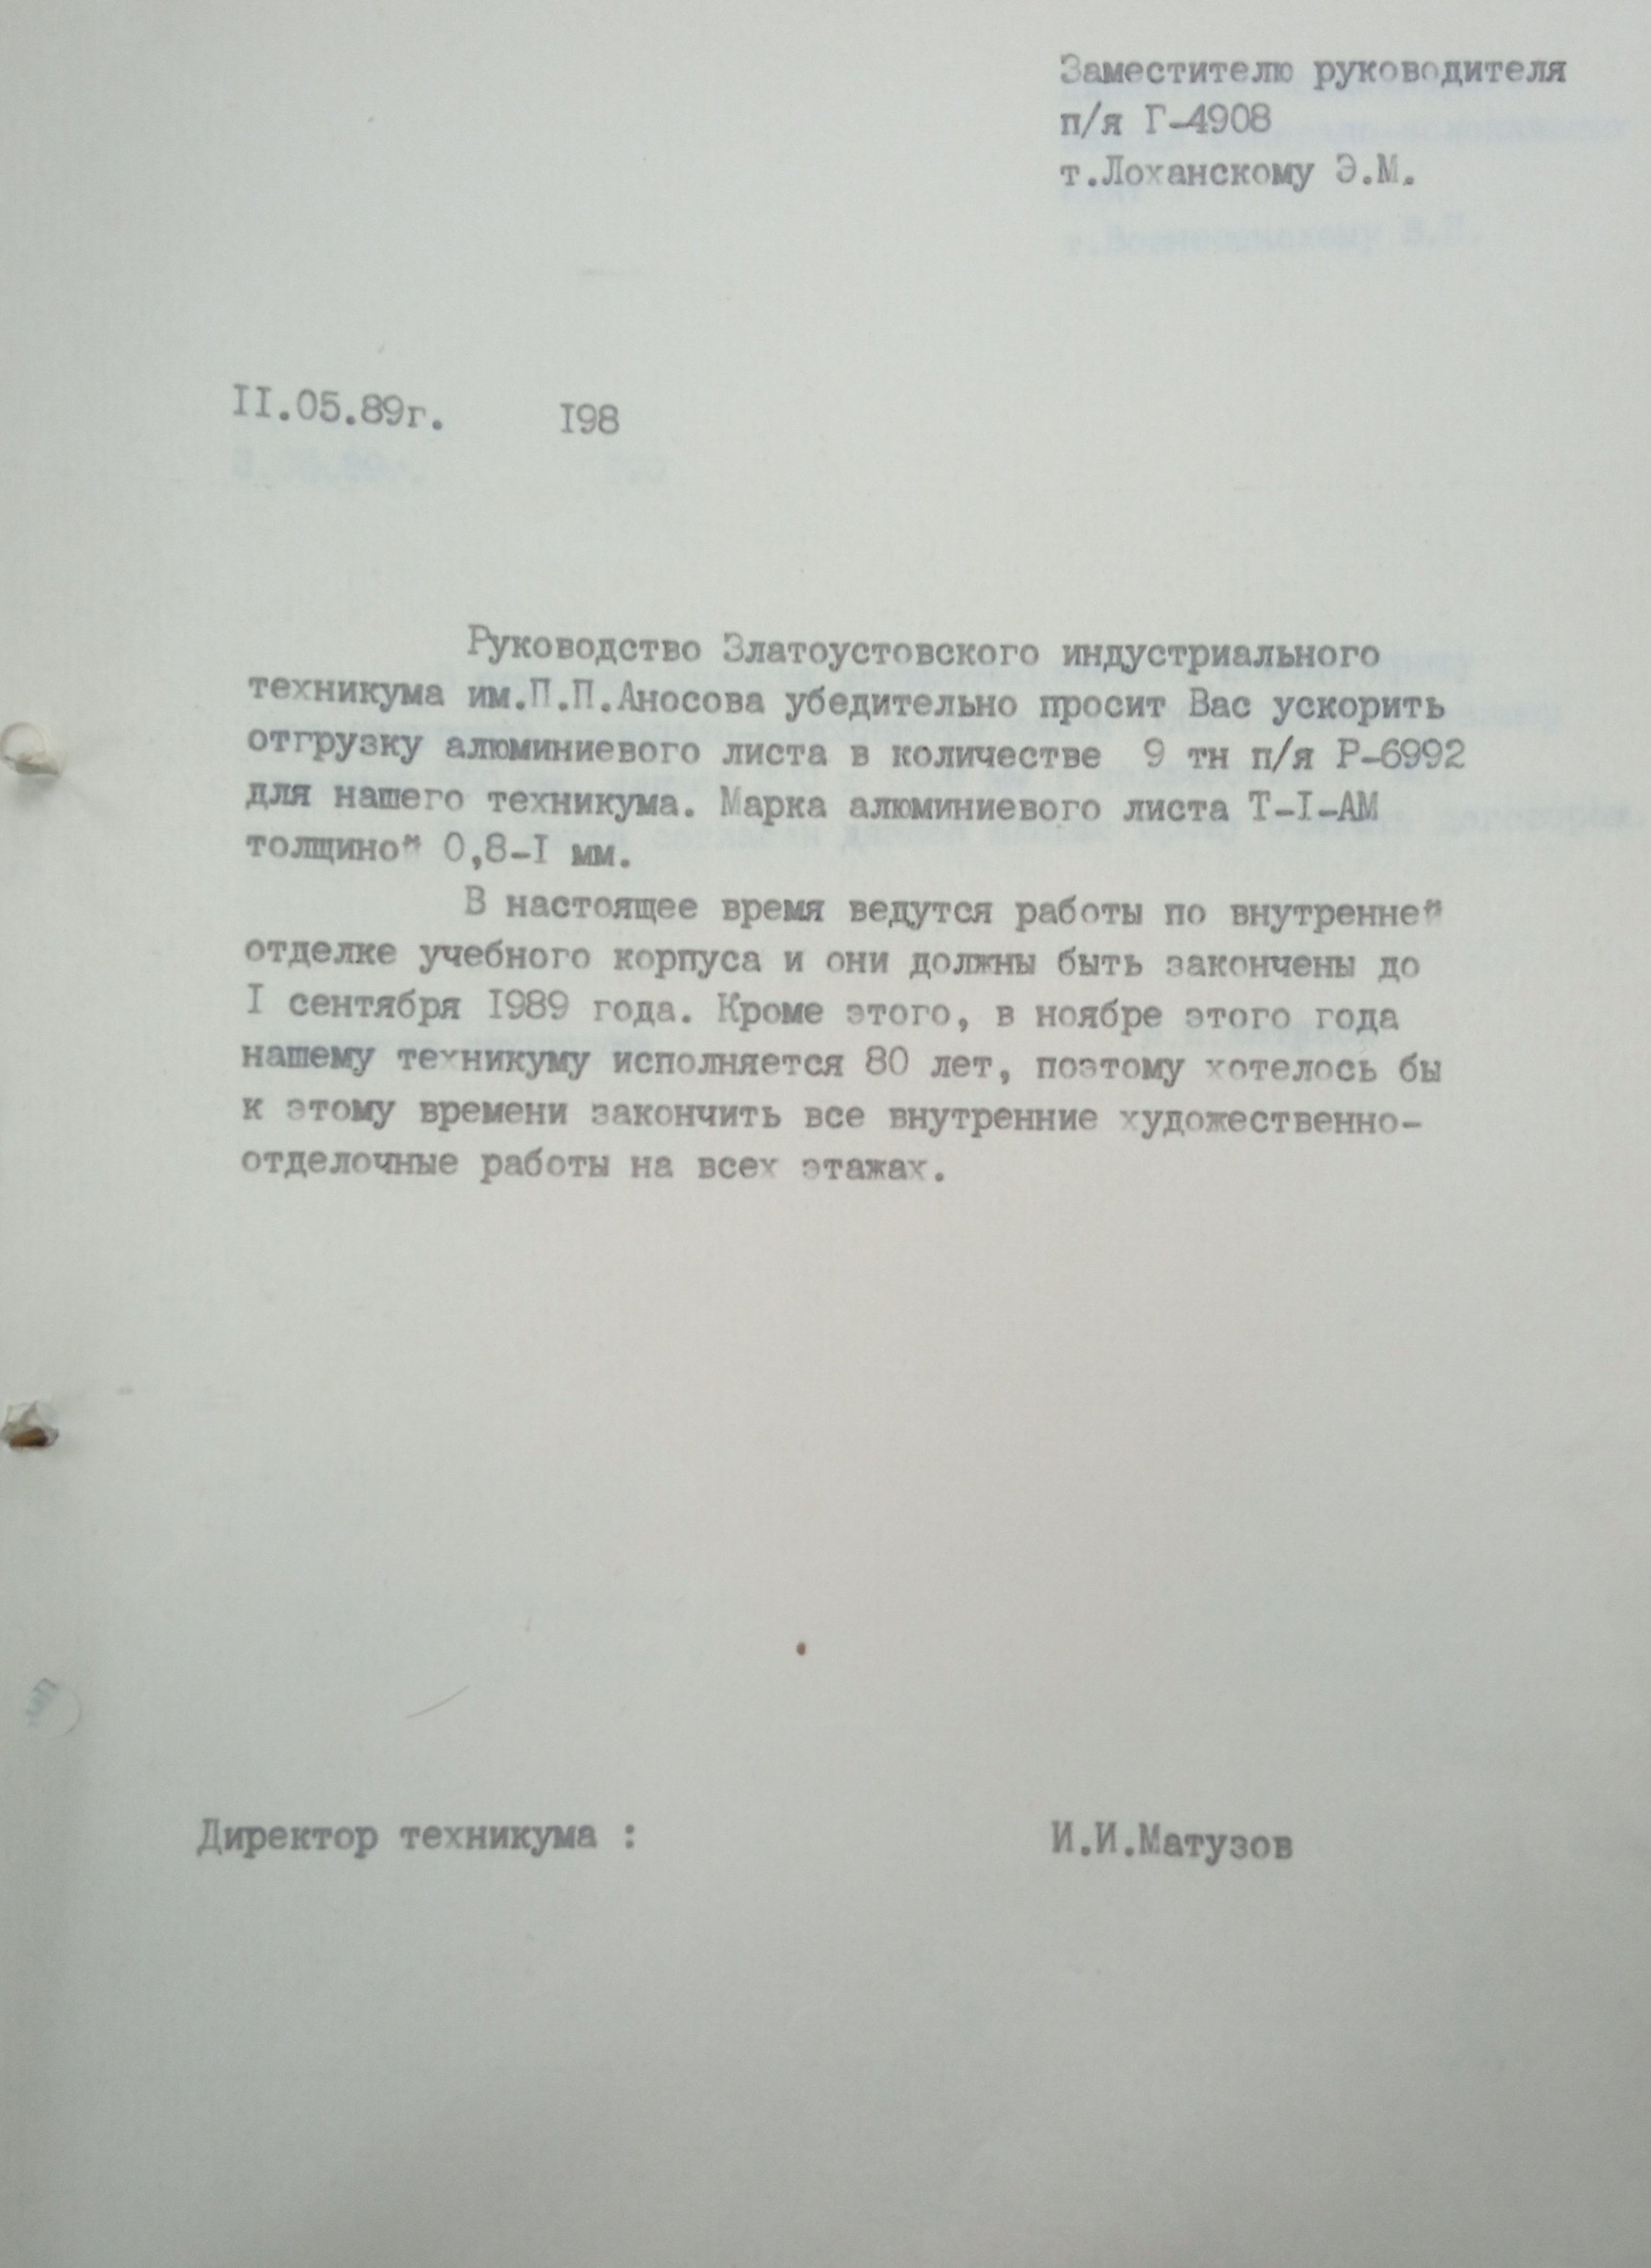 Заместителю руководителя
п/я Г-4908
т.Лоханскому Э.М.
II.05.89г. I98
Руководство Златоустовского индустриального
техникума им.П.П.Аносова убедительно просит Вас ускорить
отгрузку алюминиевого листа в количестве 9 тн п/я Р-6992
для нашего техникума. Марка алюминиевого листа Т-I-АМ
толщиной 0,8-I мм.
В настоящее время ведутся работы по внутренней
отделке учебного корпуса и они должны быть закончены до
I сентября I989 года. Кроме этого, в ноябре этого года
нашему техникуму исполняется 80 лет, поэтому хотелось бы
к этому времени закончить все внутренние художественно-
отделочные работы на всех этажах.
Директор техникума : И.И.Матузов